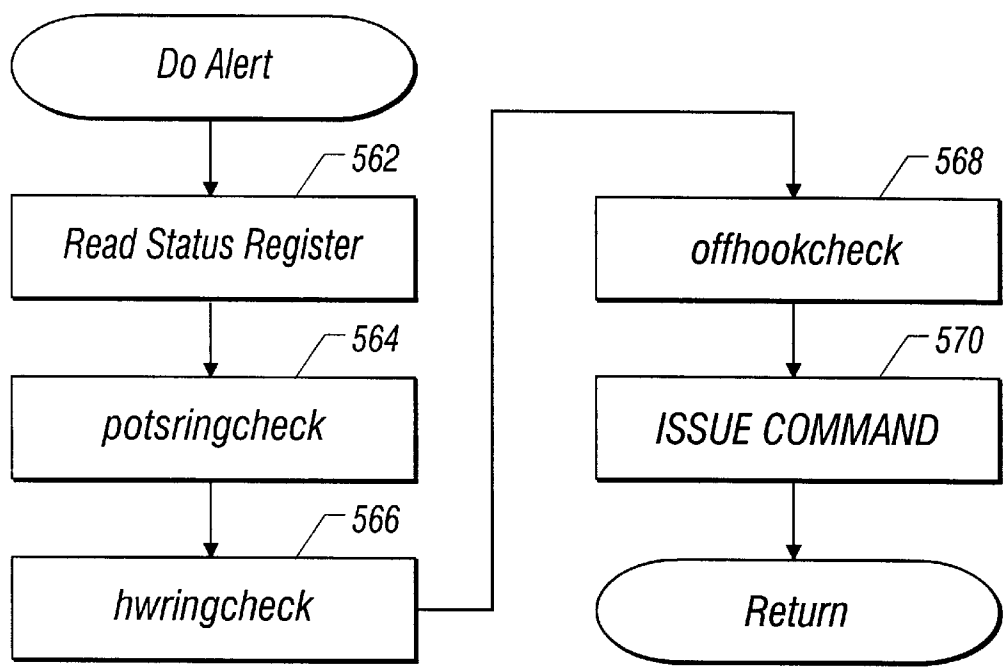 Do Alert
562
Read Status Register
564
potsringcheck
566
hwringcheck
568
offhookcheck
570
ISSUE COMMAND
Return